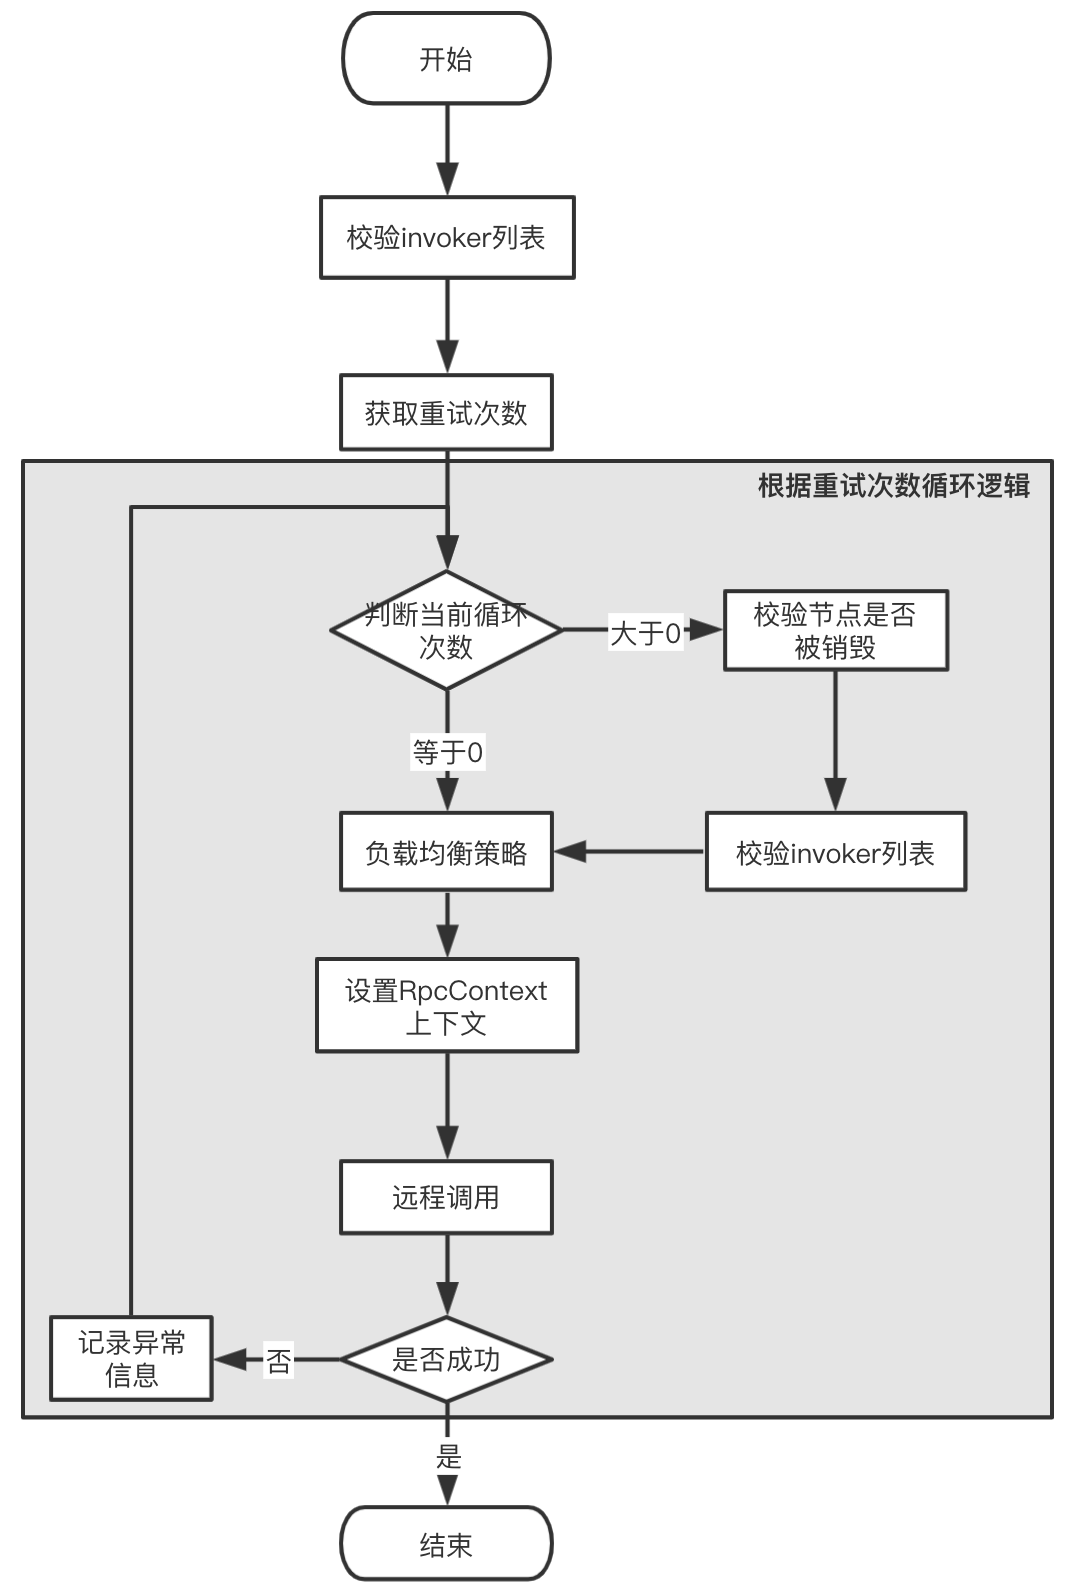 开始
校验invoker列表
获取重试次数
根据重试次数循环逻辑
判断当前循环
次数
大于0
校验节点是否
被销毁
等于0
负载均衡策略
校验invoker列表
设置RpcContext
上下文
远程调用
是否成功
否
记录异常
信息
是
结束